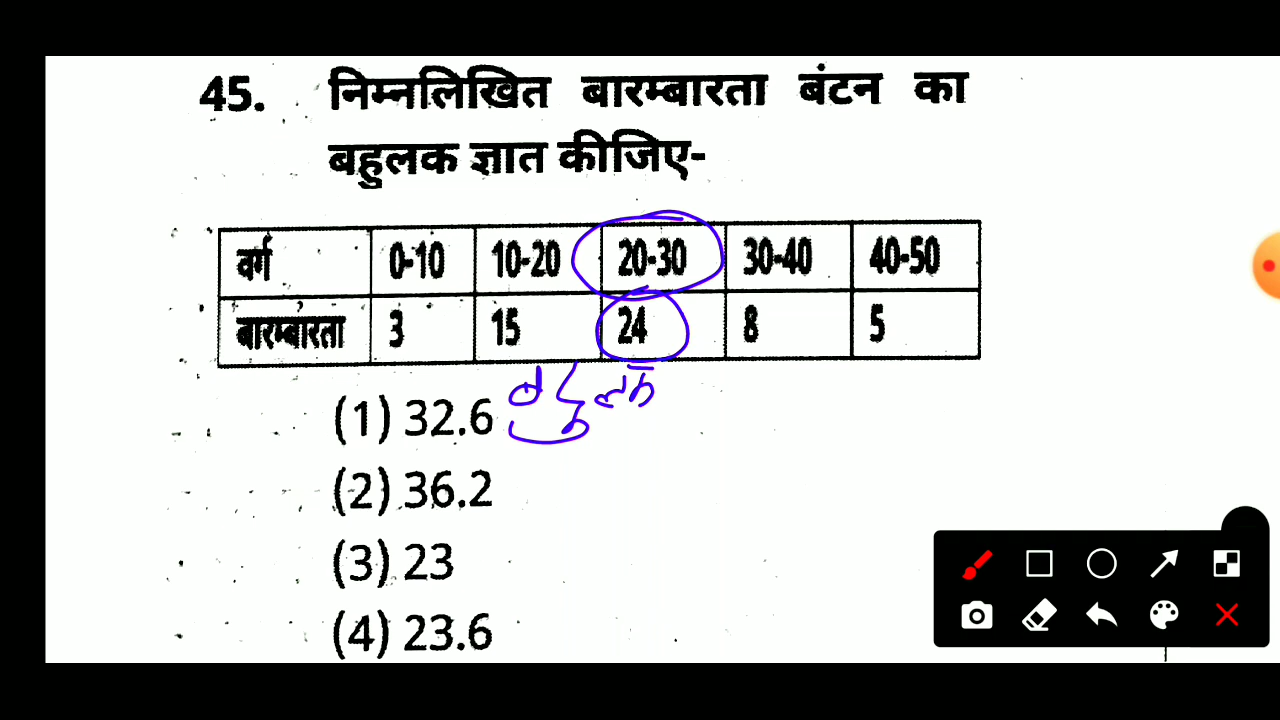 45. निम्नलिखित बारम्बारता बंटन का
बहुलक ज्ञात कीजिए-
वर्ग 0-10 10-20 20-30 30-40 40-50
बारम्बारता 3 15 24 8 5
(1) 32.6
(2) 36.2
(3) 23
(4) 23.6